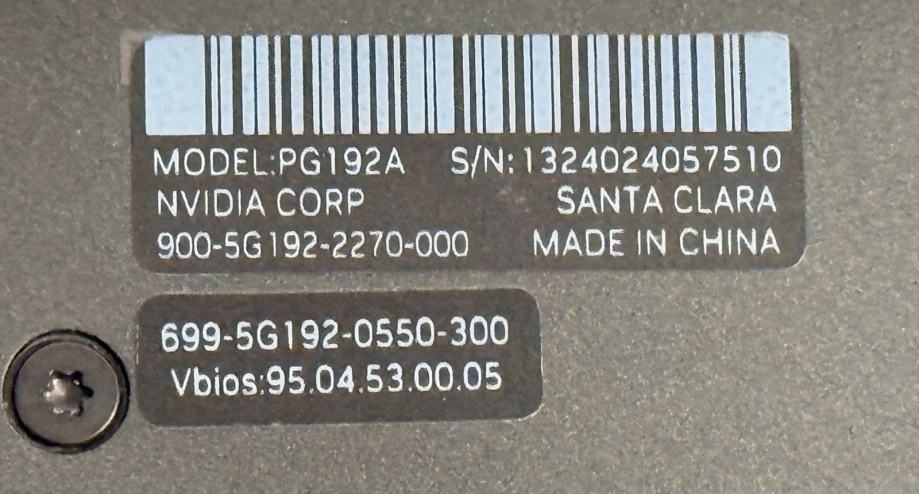 MODEL:PG192A S/N:1324024057510
NVIDIA CORP SANTA CLARA
900-5G192-2270-000 MADE IN CHINA
699-5G192-0550-300
Vbios:95.04.53.00.05